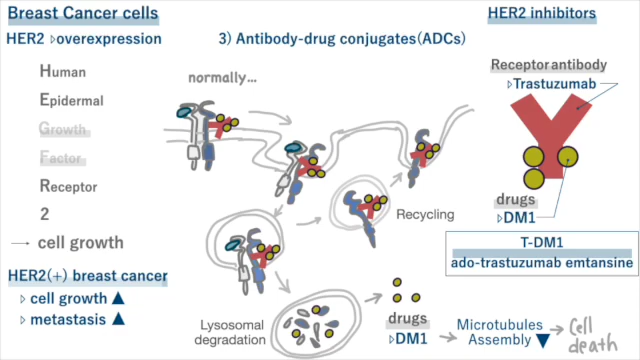 Breast Cancer cells
HER2 ▷overexpression
Human
Epidermal
Growth
Factor
Receptor
2
→ cell growth
HER2(+) breast cancer
▷ cell growth ▲
▷ metastasis ▲
3) Antibody-drug conjugates(ADCs)
normally...
Recycling
Lysosomal
degradation
drugs
▷DM1
Microtubules
Assembly ▼
Cell
death
HER2 inhibitors
Receptor antibody
▷Trastuzumab
drugs
▷DM1
T-DM1
ado-trastuzumab emtansine